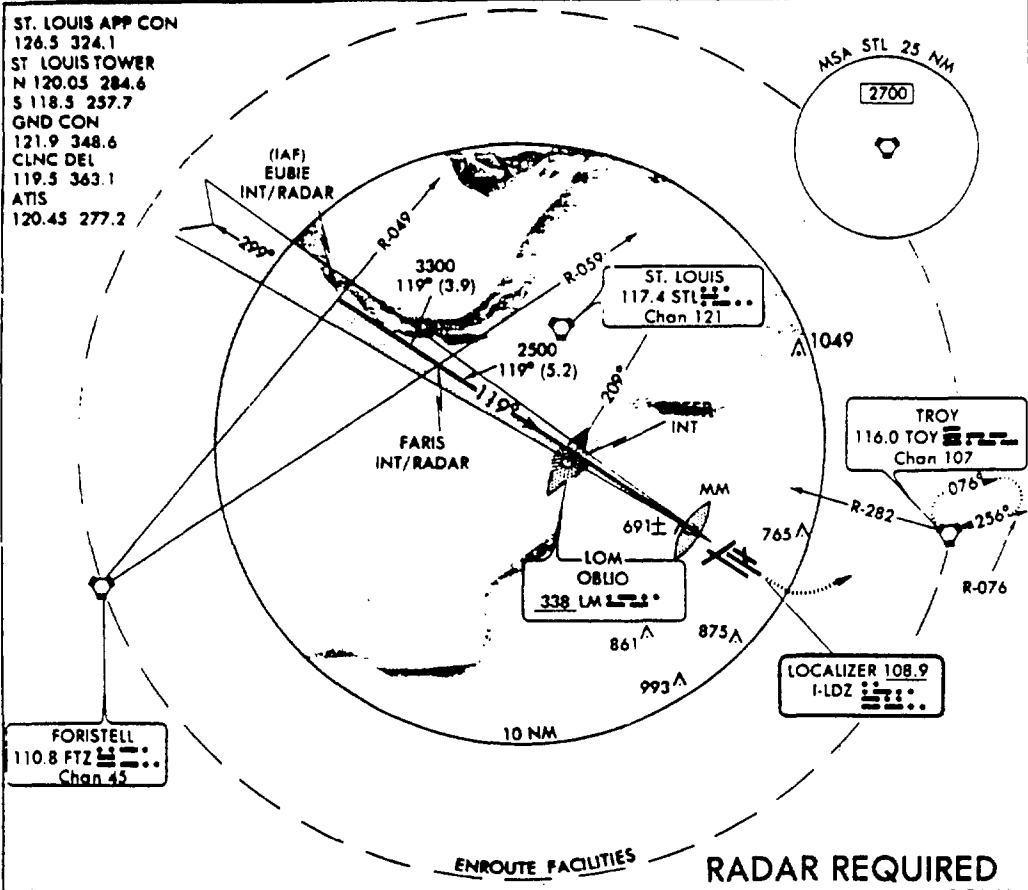 ST. LOUIS APP CON
126.5 324.1
ST LOUIS TOWER
N 120.05 284.6
S 118.5 257.7
GND CON
121.9 348.6
CLNC DEL
119.5 363.1
ATIS
120.45 277.2
MSA STL 25 NM
2700
(IAF)
EUBIE
INT/RADAR
299°
R-049
3300
119° (3.9)
R-059
ST. LOUIS
117.4 STL
Chan 121
1049
2500
119° (5.2)
119°
209°
INT
FARIS
INT/RADAR
TROY
116.0 TOY
Chan 107
076°
256°
R-282
R-076
MM
691
765
LOM
OBLIO
338 LM
861
875
993
LOCALIZER 108.9
I-LDZ
FORISTELL
110.8 FTZ
Chan 45
10 NM
ENROUTE FACILITIES
RADAR REQUIRED